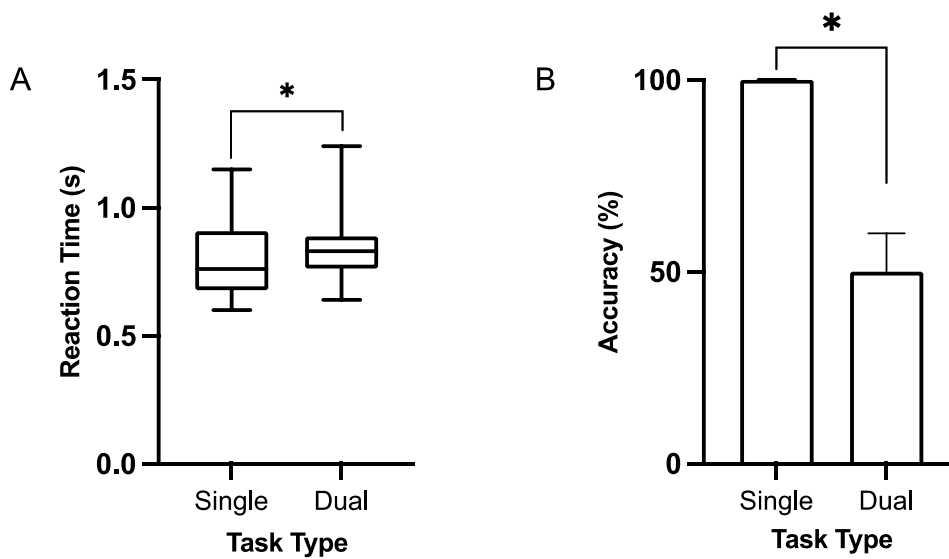 A
Reaction Time (s)
1.5
1.0
0.5
0.0
*
Single Dual
Task Type
B
Accuracy (%)
100
50
0
*
Single Dual
Task Type